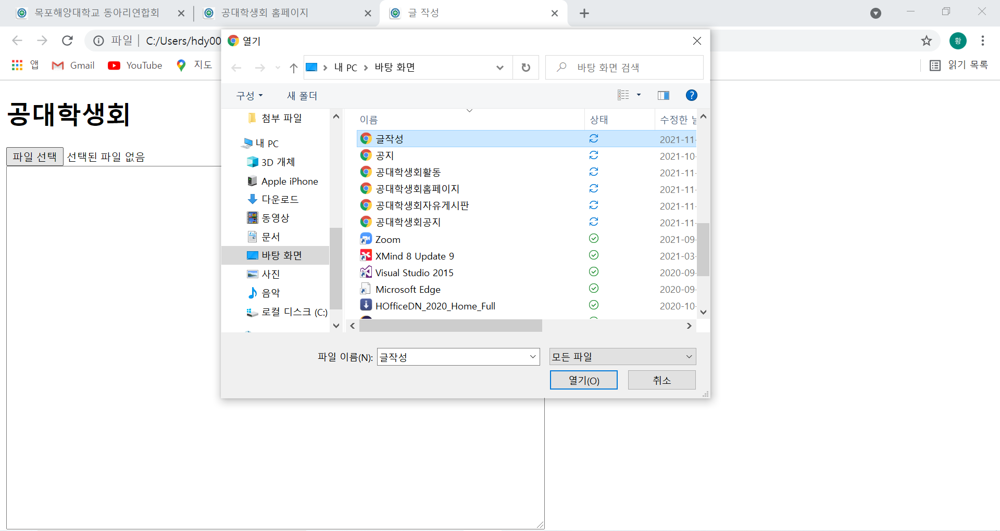 목포해양대학교 동아리연합회
공대학생회 홈페이지
글 작성
파일
C:/Users/hdy00
황
앱
Gmail
YouTube
지도
읽기 목록
공대학생회
파일 선택 선택된 파일 없음
열기
내 PC
바탕 화면
바탕 화면 검색
구성
새 폴더
첨부 파일
내 PC
3D 개체
Apple iPhone
다운로드
동영상
문서
바탕 화면
사진
음악
로컬 디스크 (C:)
이름 상태 수정한
글작성 2021-11-
공지 2021-10-
공대학생회활동 2021-11-
공대학생회홈페이지 2021-11-
공대학생회자유게시판 2021-11-
공대학생회공지 2021-11-
Zoom 2021-09-
XMind 8 Update 9 2021-03-
Visual Studio 2015 2020-09-
Microsoft Edge 2020-09-
HOfficeDN_2020_Home_Full 2020-10-
파일 이름(N): 글작성
모든 파일
열기(O)
취소